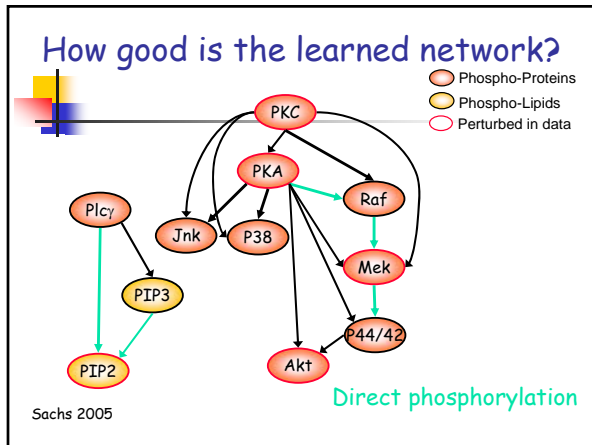 How good is the learned network?
Phospho-Proteins
Phospho-Lipids
Perturbed in data
PKC
PKA
Raf
Plcγ
Jnk
P38
Mek
PIP3
P44/42
Akt
PIP2
Direct phosphorylation
Sachs 2005